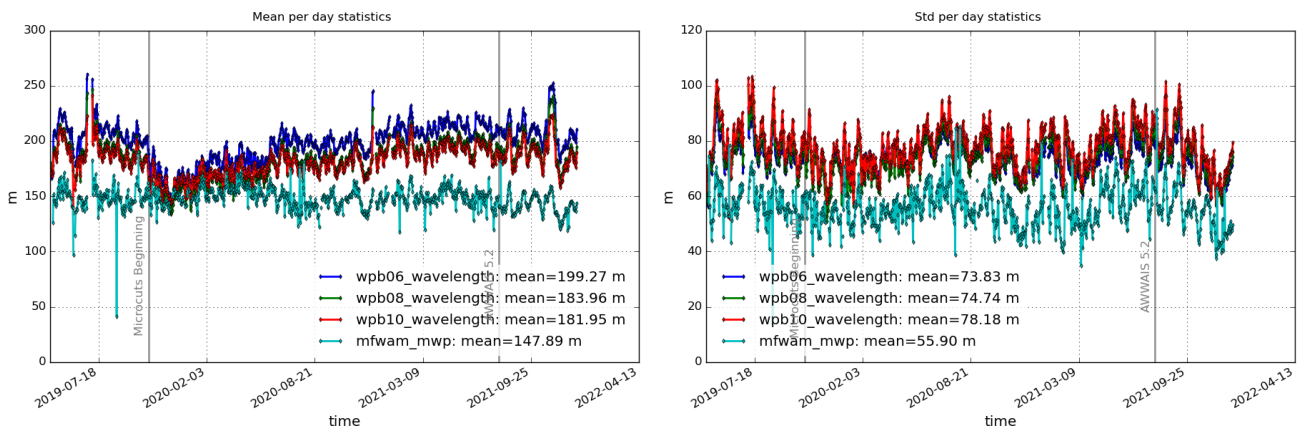 Mean per day statistics
300
250
200
150
100
50
0
m
Microcuts Beginning
AWWAIS 5.2
wpb06_wavelength: mean=199.27 m
wpb08_wavelength: mean=183.96 m
wpb10_wavelength: mean=181.95 m
mfwam_mwp: mean=147.89 m
2019-07-18
2020-02-03
2020-08-21
2021-03-09
2021-09-25
2022-04-13
time
Std per day statistics
120
100
80
60
40
20
0
m
Microcuts Beginning
AWWAIS 5.2
wpb06_wavelength: mean=73.83 m
wpb08_wavelength: mean=74.74 m
wpb10_wavelength: mean=78.18 m
mfwam_mwp: mean=55.90 m
2019-07-18
2020-02-03
2020-08-21
2021-03-09
2021-09-25
2022-04-13
time